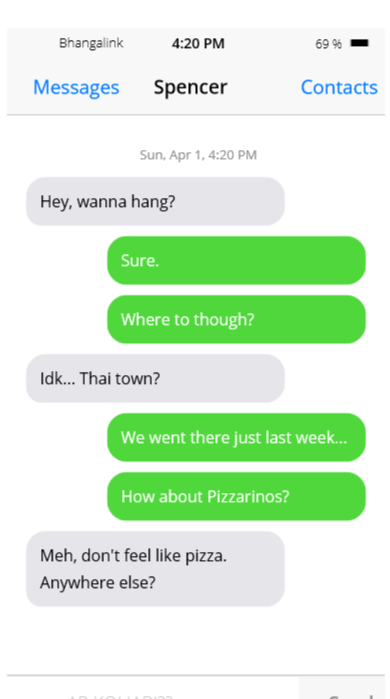 Bhangalink 4:20 PM 69 %
Messages Spencer Contacts
Sun, Apr 1, 4:20 PM
Hey, wanna hang?
Sure.
Where to though?
Idk... Thai town?
We went there just last week...
How about Pizzarinos?
Meh, don't feel like pizza.
Anywhere else?